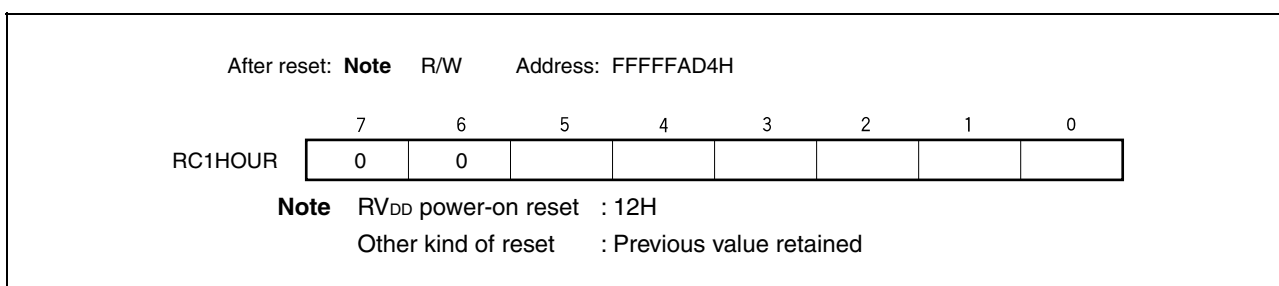 After reset: Note R/W Address: FFFFFAD4H
7 6 5 4 3 2 1 0
RC1HOUR 0 0
Note RVDD power-on reset : 12H
Other kind of reset : Previous value retained